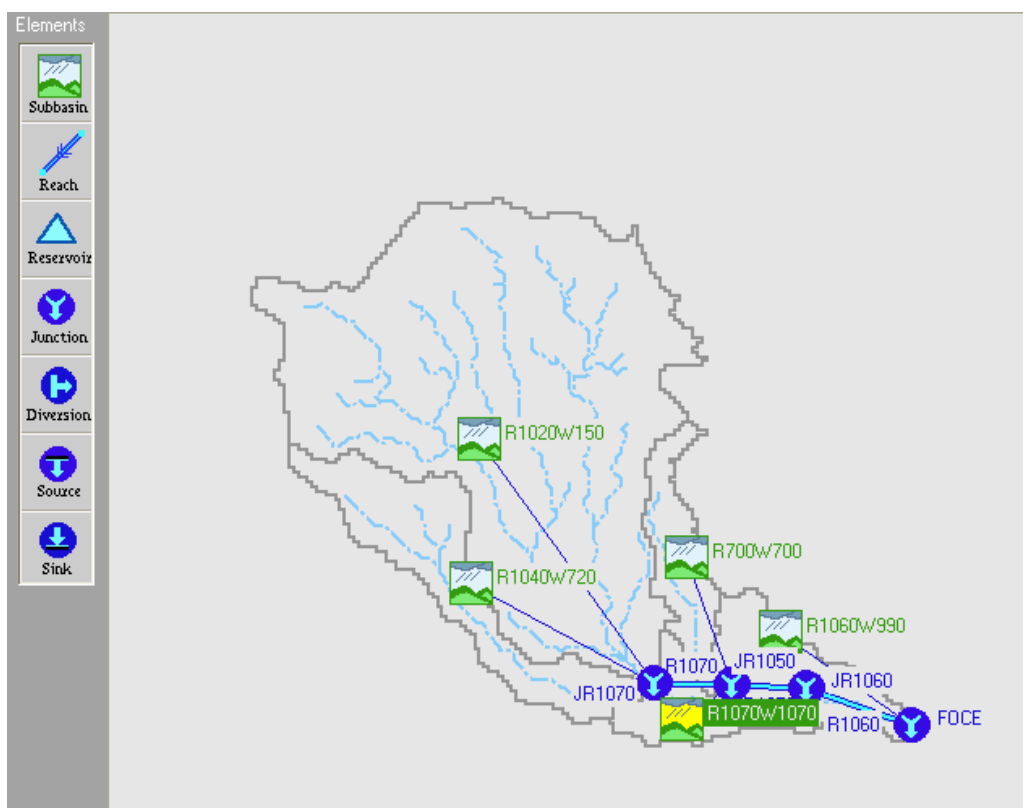 Elements
Subbasin
Reach
Reservoir
Junction
Diversion
Source
Sink
R1020W150
R700W700
R1040W720
R1060W990
R1070
JR1050
JR1060
JR1070
R1070W1070
R1060
FOCE